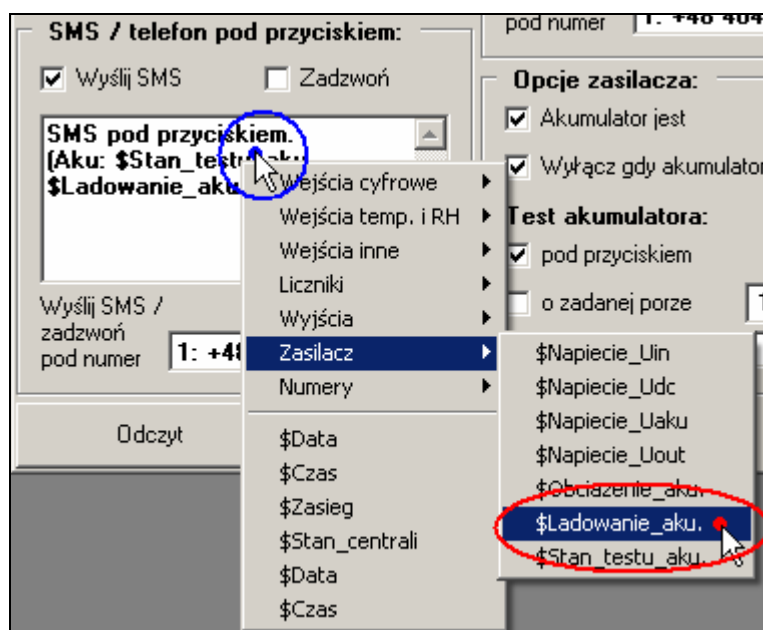 SMS / telefon pod przyciskiem:
Wyślij SMS
Zadzwoń
SMS pod przyciskiem.
(Aku: $Stan_testu_aku
$Ladowanie_aku
Wyślij SMS /
zadzwoń
pod numer
1: +48
Odczyt
Wejścia cyfrowe
Wejścia temp. i RH
Wejścia inne
Liczniki
Wyjścia
Zasilacz
Numery
$Data
$Czas
$Zasieg
$Stan_centrali
$Data
$Czas
$Napiecie_Uin
$Napiecie_Udc
$Napiecie_Uaku
$Napiecie_Uout
$Obciazenie_aku.
$Ladowanie_aku.
$Stan_testu_aku.
pod numer
1: +48 404
Opcje zasilacza:
Akumulator jest
Wyłącz gdy akumulator
Test akumulatora:
pod przyciskiem
o zadanej porze